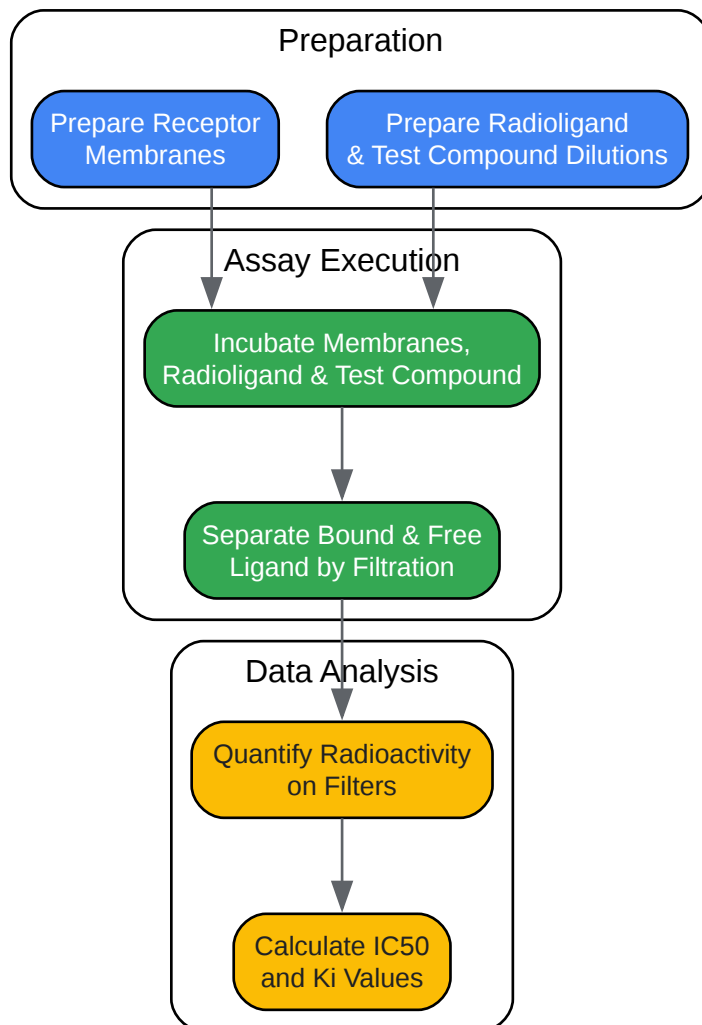 Preparation
Prepare Receptor
Membranes
Prepare Radioligand
& Test Compound Dilutions
Assay Execution
Incubate Membranes,
Radioligand & Test Compound
Separate Bound & Free
Ligand by Filtration
Data Analysis
Quantify Radioactivity
on Filters
Calculate IC50
and Ki Values